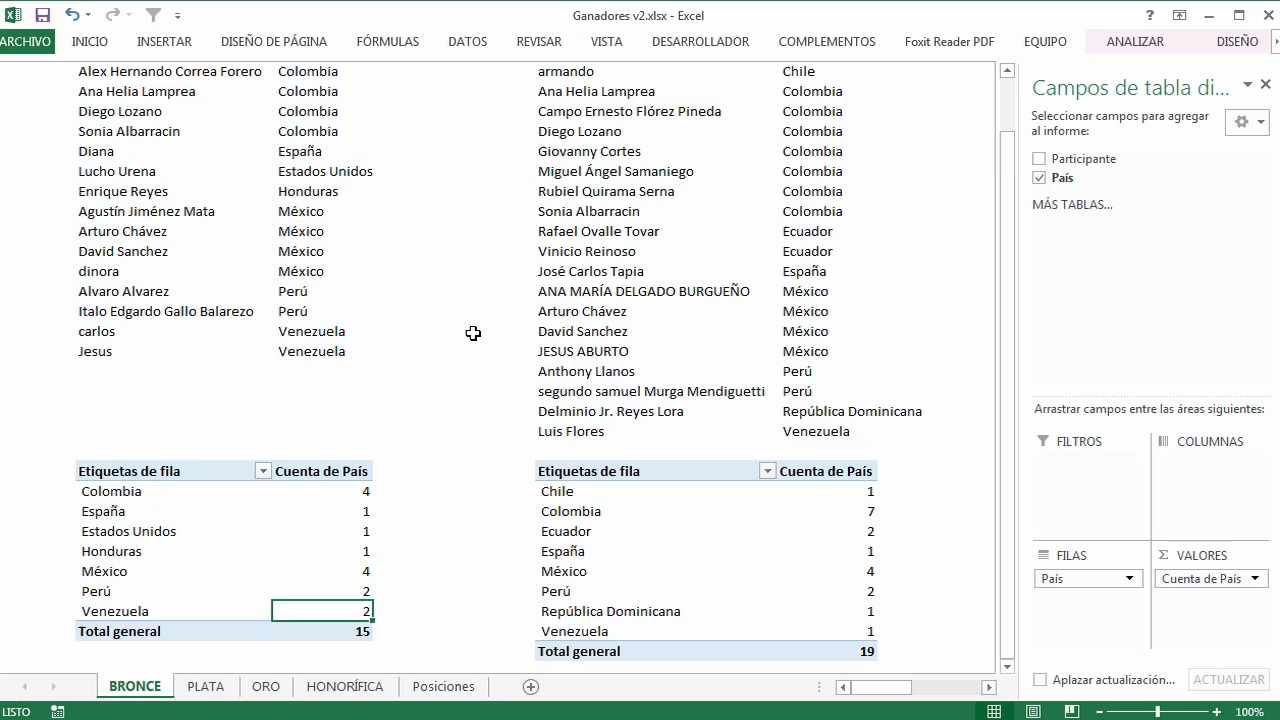 Ganadores v2.xlsx - Excel
ARCHIVO INICIO INSERTAR DISEÑO DE PÁGINA FÓRMULAS DATOS REVISAR VISTA DESARROLLADOR COMPLEMENTOS Foxit Reader PDF EQUIPO ANALIZAR DISEÑO
Alex Hernando Correa Forero Colombia armando Chile
Ana Helia Lamprea Colombia Ana Helia Lamprea Colombia
Diego Lozano Colombia Campo Ernesto Flórez Pineda Colombia
Sonia Albarracin Colombia Diego Lozano Colombia
Diana España Giovanny Cortes Colombia
Lucho Urena Estados Unidos Miguel Ángel Samaniego Colombia
Enrique Reyes Honduras Rubiel Quirama Serna Colombia
Agustín Jiménez Mata México Sonia Albarracin Colombia
Arturo Chávez México Rafael Ovalle Tovar Ecuador
David Sanchez México Vinicio Reinoso Ecuador
dinora México José Carlos Tapia España
Alvaro Alvarez Perú ANA MARÍA DELGADO BURGUEÑO México
Italo Edgardo Gallo Balarezo Perú Arturo Chávez México
carlos Venezuela David Sanchez México
Jesus Venezuela JESUS ABURTO México
Anthony Llanos Perú
segundo samuel Murga Mendiguetti Perú
Delminio Jr. Reyes Lora República Dominicana
Luis Flores Venezuela
Etiquetas de fila Cuenta de País Etiquetas de fila Cuenta de País
Colombia 4 Chile 1
España 1 Colombia 7
Estados Unidos 1 Ecuador 2
Honduras 1 España 1
México 4 México 4
Perú 2 Perú 2
Venezuela 2 República Dominicana 1
Total general 15 Venezuela 1
Total general 19
Campos de tabla di...
Seleccionar campos para agregar
al informe:
Participante
País
MÁS TABLAS...
Arrastrar campos entre las áreas siguientes:
FILTROS COLUMNAS
FILAS VALORES
País Cuenta de País
Aplazar actualización... ACTUALIZAR
BRONCE PLATA ORO HONORÍFICA Posiciones
LISTO 100%